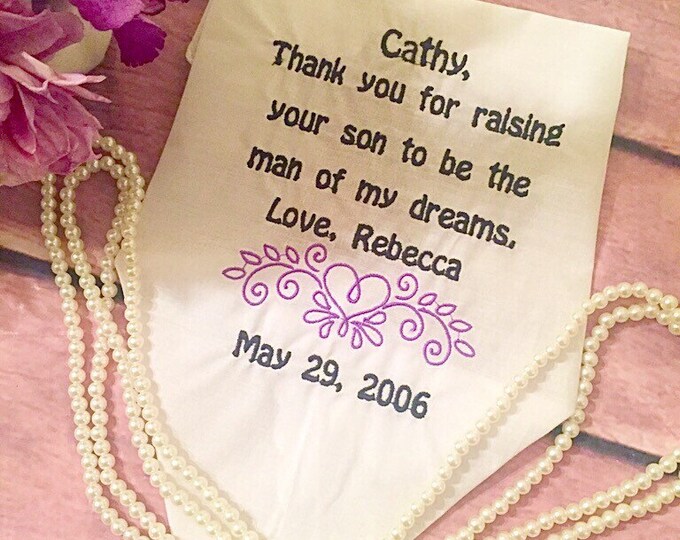 Cathy,
Thank you for raising
your son to be the
man of my dreams.
Love, Rebecca
May 29, 2006